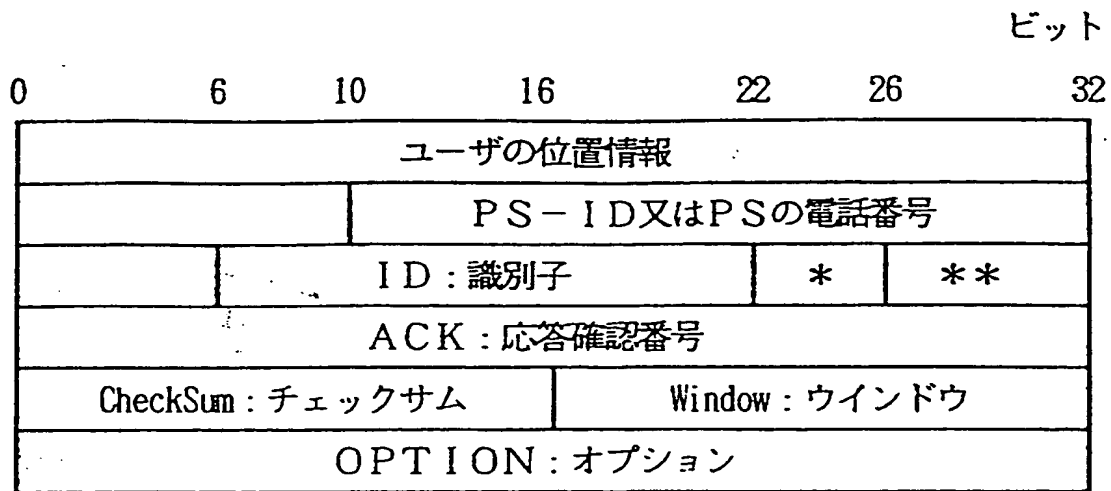 ビット
0 6 10 16 22 26 32
ユーザの位置情報
PS-ID又はPSの電話番号
ID:識別子 * **
ACK:応答確認番号
CheckSum:チェックサム Window:ウインドウ
OPTION:オプション